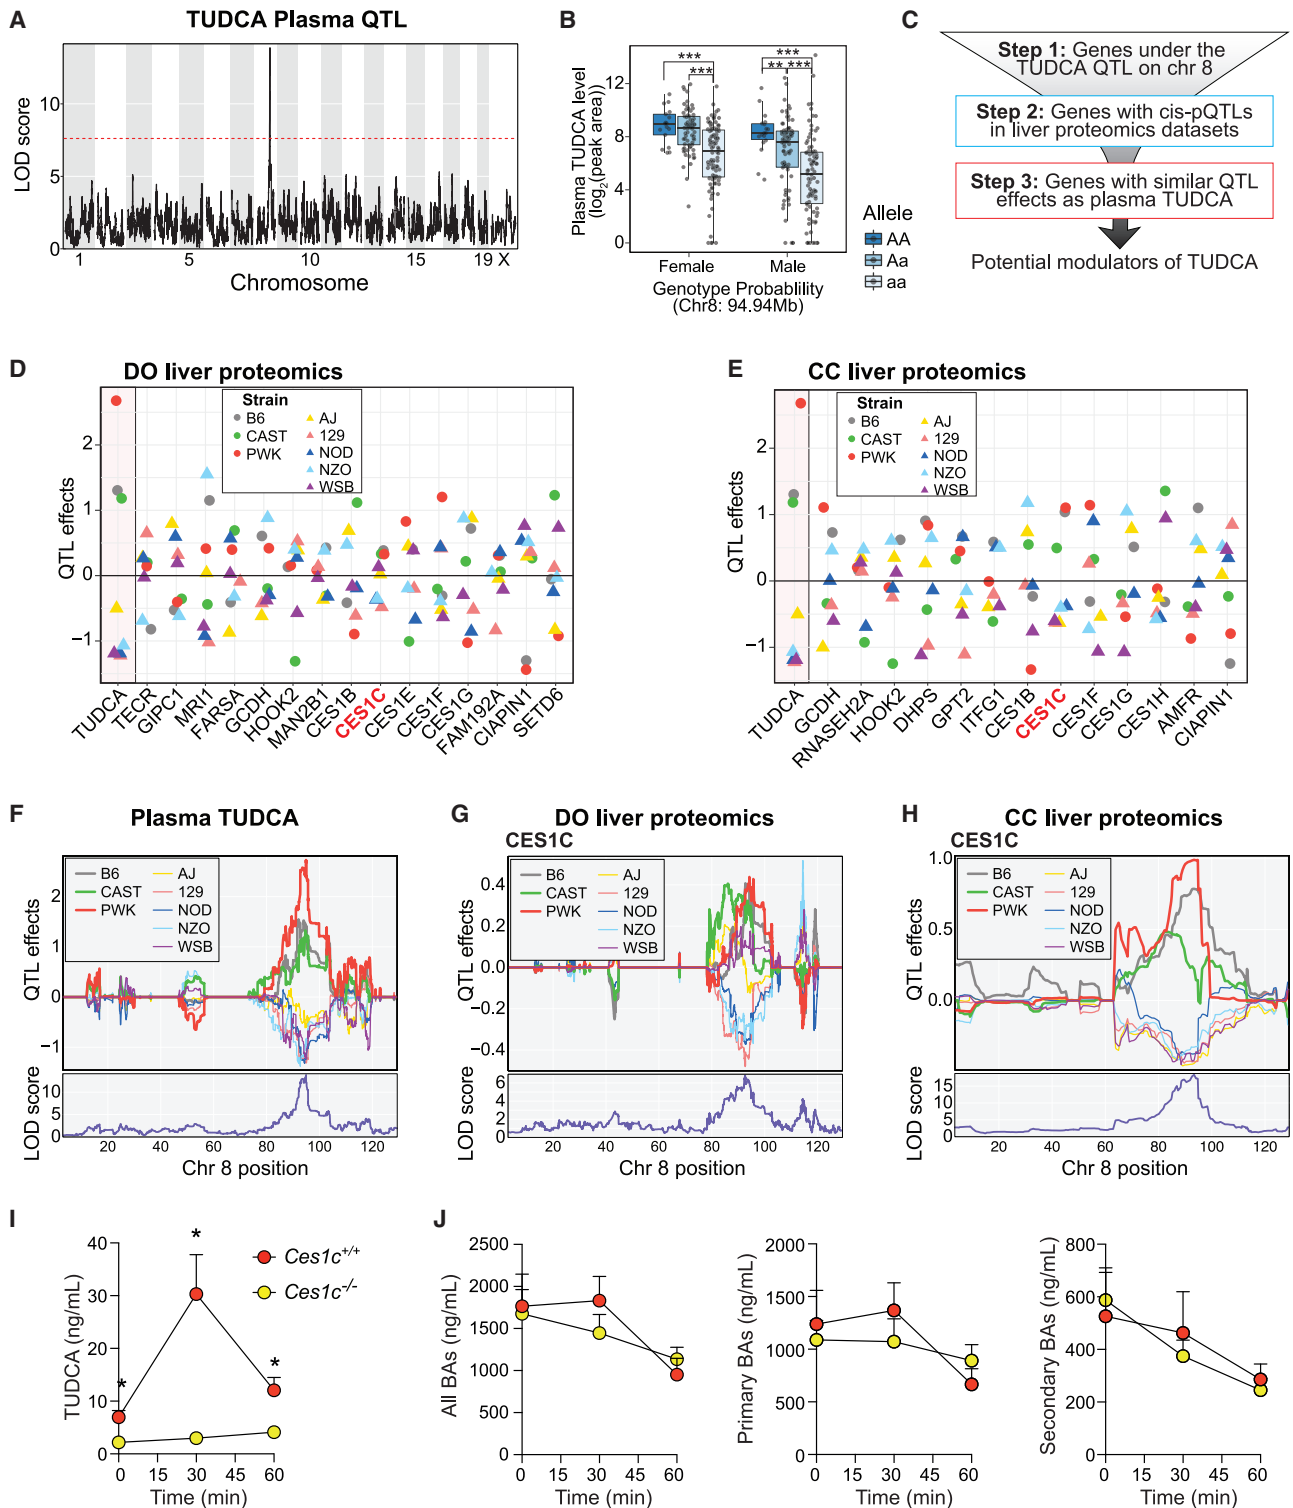 A
TUDCA Plasma QTL
LOD score
10
5
0
1
5
10
15
19 X
Chromosome
B
Plasma TUDCA level
(log2(peak area))
12
8
4
0
***
***
***
** ***
Female
Male
Genotype Probablility
(Chr8: 94.94Mb)
Allele
AA
Aa
aa
C
Step 1: Genes under the
TUDCA QTL on chr 8
Step 2: Genes with cis-pQTLs
in liver proteomics datasets
Step 3: Genes with similar QTL
effects as plasma TUDCA
Potential modulators of TUDCA
D
DO liver proteomics
QTL effects
2
1
0
−1
Strain
B6
CAST
PWK
AJ
129
NOD
NZO
WSB
TUDCA
TECR
GIPC1
MRI1
FARSA
GCDH
HOOK2
MAN2B1
CES1B
CES1C
CES1E
CES1F
CES1G
FAM192A
CIAPIN1
SETD6
E
CC liver proteomics
QTL effects
2
1
0
−1
Strain
B6
CAST
PWK
AJ
129
NOD
NZO
WSB
TUDCA
GCDH
RNASEH2A
HOOK2
DHPS
GPT2
ITFG1
CES1B
CES1C
CES1F
CES1G
CES1H
AMFR
CIAPIN1
F
Plasma TUDCA
QTL effects
2
1
0
−1
B6
CAST
PWK
AJ
129
NOD
NZO
WSB
LOD score
10
5
0
20 40 60 80 100 120
Chr 8 position
G
DO liver proteomics
CES1C
QTL effects
0.4
0.2
0.0
−0.2
−0.4
B6
CAST
PWK
AJ
129
NOD
NZO
WSB
LOD score
6
4
2
0
20 40 60 80 100 120
Chr 8 position
H
CC liver proteomics
CES1C
QTL effects
1.0
0.5
0.0
B6
CAST
PWK
AJ
129
NOD
NZO
WSB
LOD score
15
10
5
0
20 40 60 80 100 120
Chr 8 position
I
TUDCA (ng/mL)
40
30
20
10
0
*
*
*
Ces1c+/+
Ces1c-/-
0 15 30 45 60
Time (min)
J
All BAs (ng/mL)
2500
2000
1500
1000
500
0
0 15 30 45 60
Time (min)
Primary BAs (ng/mL)
2000
1500
1000
500
0
0 15 30 45 60
Time (min)
Secondary BAs (ng/mL)
800
600
400
200
0
0 15 30 45 60
Time (min)